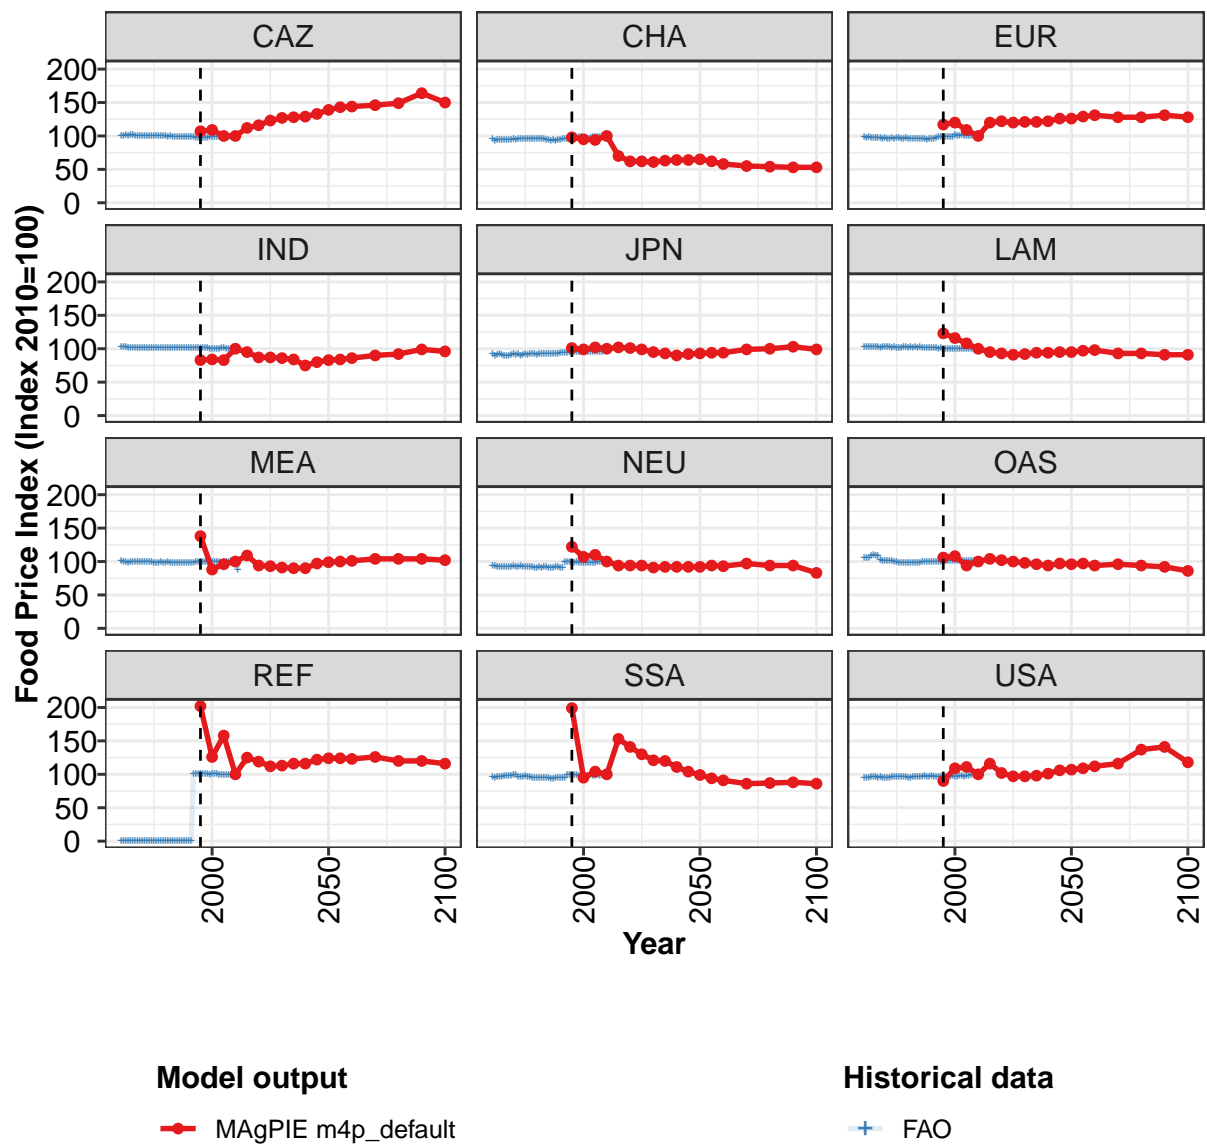 CAZ CHA EUR
200
150
100
50
0
IND JPN LAM
200
150
100
50
0
MEA NEU OAS
200
150
100
50
0
REF SSA USA
200
150
100
50
0
Food Price Index (Index 2010=100)
2000 2050 2100 2000 2050 2100 2000 2050 2100
Year
Model output Historical data
MAgPIE m4p_default FAO